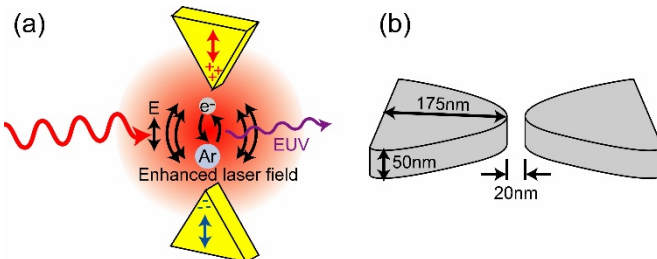 (a)
+++
E
e-
Ar
EUV
Enhanced laser field
--
(b)
175nm
50nm
20nm